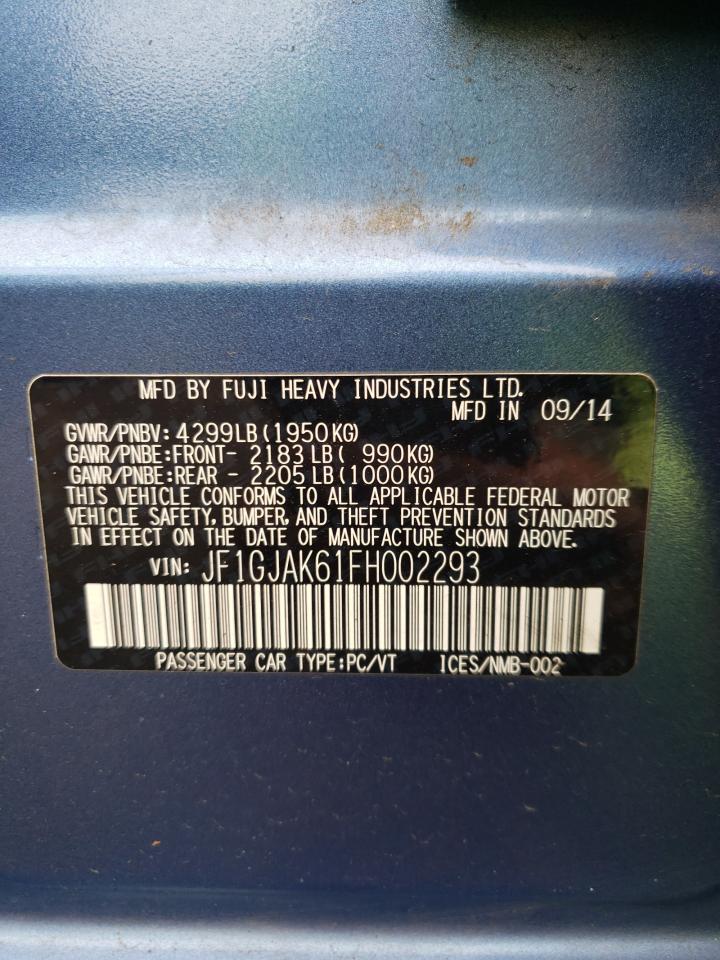 MFD BY FUJI HEAVY INDUSTRIES LTD.
MFD IN 09/14
GVWR/PNBV: 4299LB (1950KG)
GAWR/PNBE:FRONT- 2183 LB ( 990KG)
GAWR/PNBE:REAR - 2205 LB (1000KG)
THIS VEHICLE CONFORMS TO ALL APPLICABLE FEDERAL MOTOR
VEHICLE SAFETY, BUMPER, AND THEFT PREVENTION STANDARDS
IN EFFECT ON THE DATE OF MANUFACTURE SHOWN ABOVE.
VIN: JF1GJAK61FH002293
PASSENGER CAR TYPE:PC/VT ICES/NMB-002